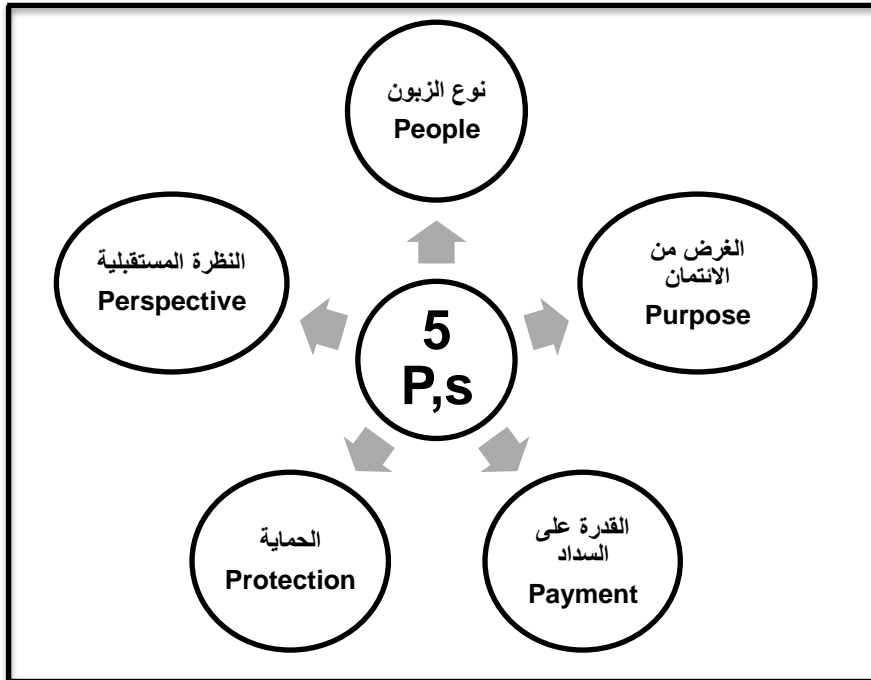 نوع الزبون
People
النظرة المستقبلية
Perspective
الغرض من
الائتمان
Purpose
5
P,s
الحماية
Protection
القدرة على
السداد
Payment